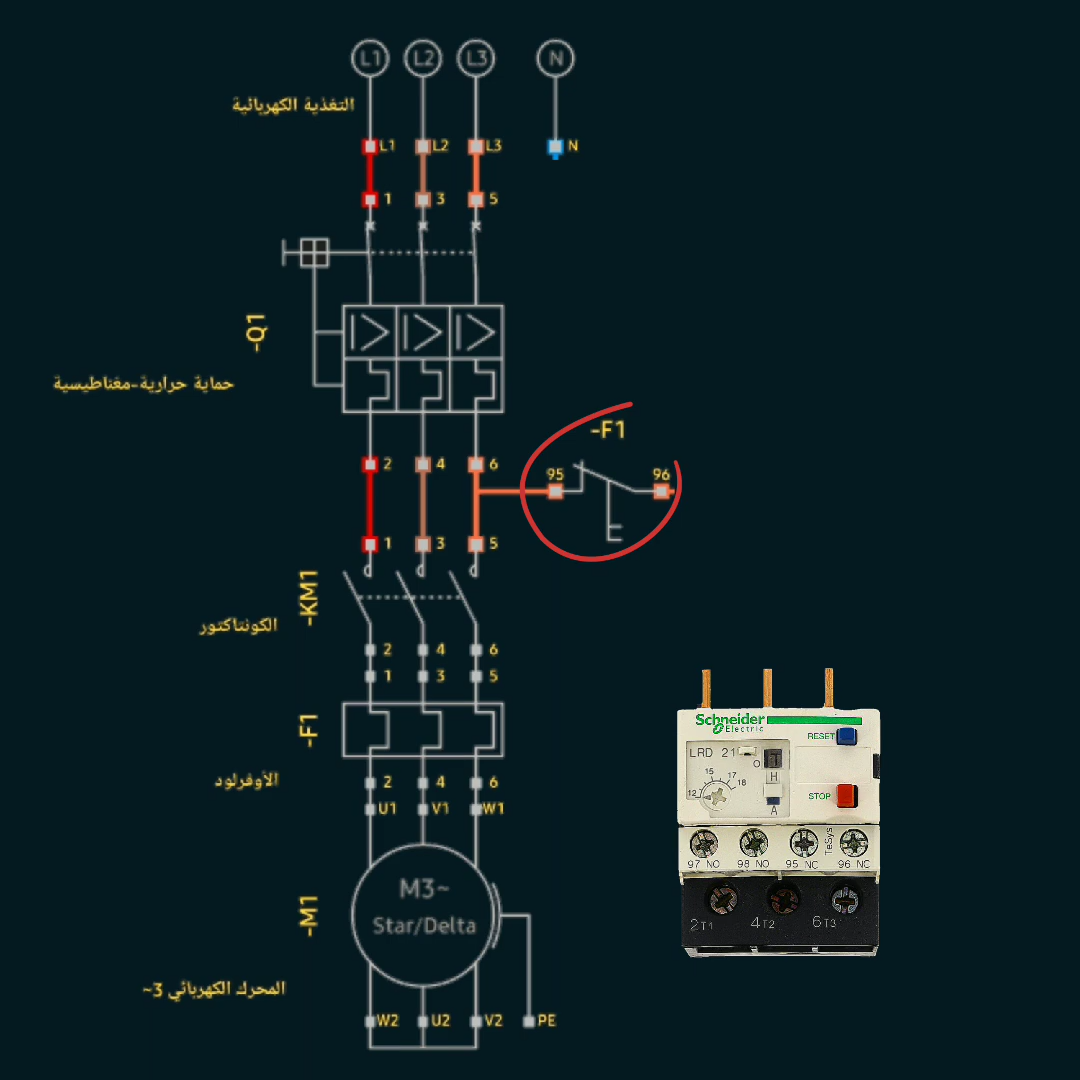 L1 L2 L3 N
التغذية الكهربائية
L1 L2 L3 N
1 3 5
-Q1
حماية حرارية-مغناطيسية
-F1
2 4 6 95 96
1 3 5
-KM1
الكونتاكتور
2 4 6
1 3 5
-F1
الأوفرلود
2 4 6
U1 V1 W1
-M1
M3~
Star/Delta
المحرك الكهربائي 3~
W2 U2 V2 PE
Schneider
Electric
RESET
LRD 21
O
15 17
12 18
H
STOP
A
TeSys
97 NO 98 NO 95 NC 96 NC
2T1 4T2 6T3